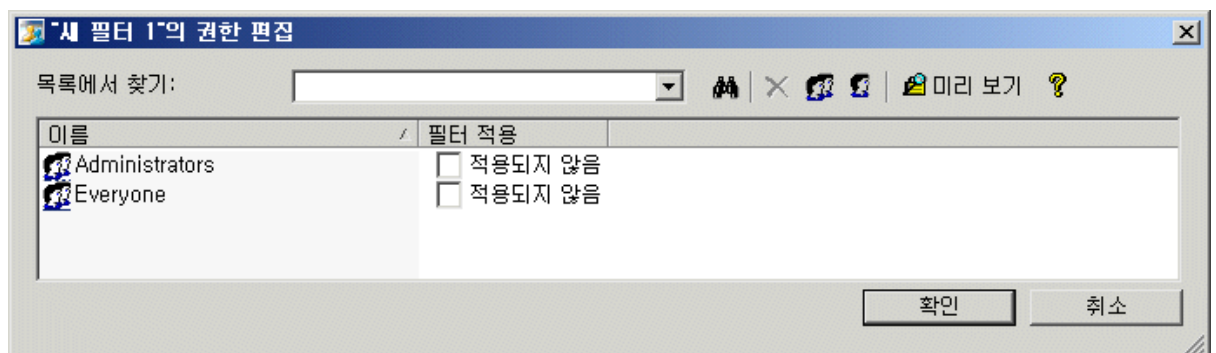 "새 필터 1"의 권한 편집
목록에서 찾기:
미리 보기
이름 필터 적용
Administrators 적용되지 않음
Everyone 적용되지 않음
확인 취소